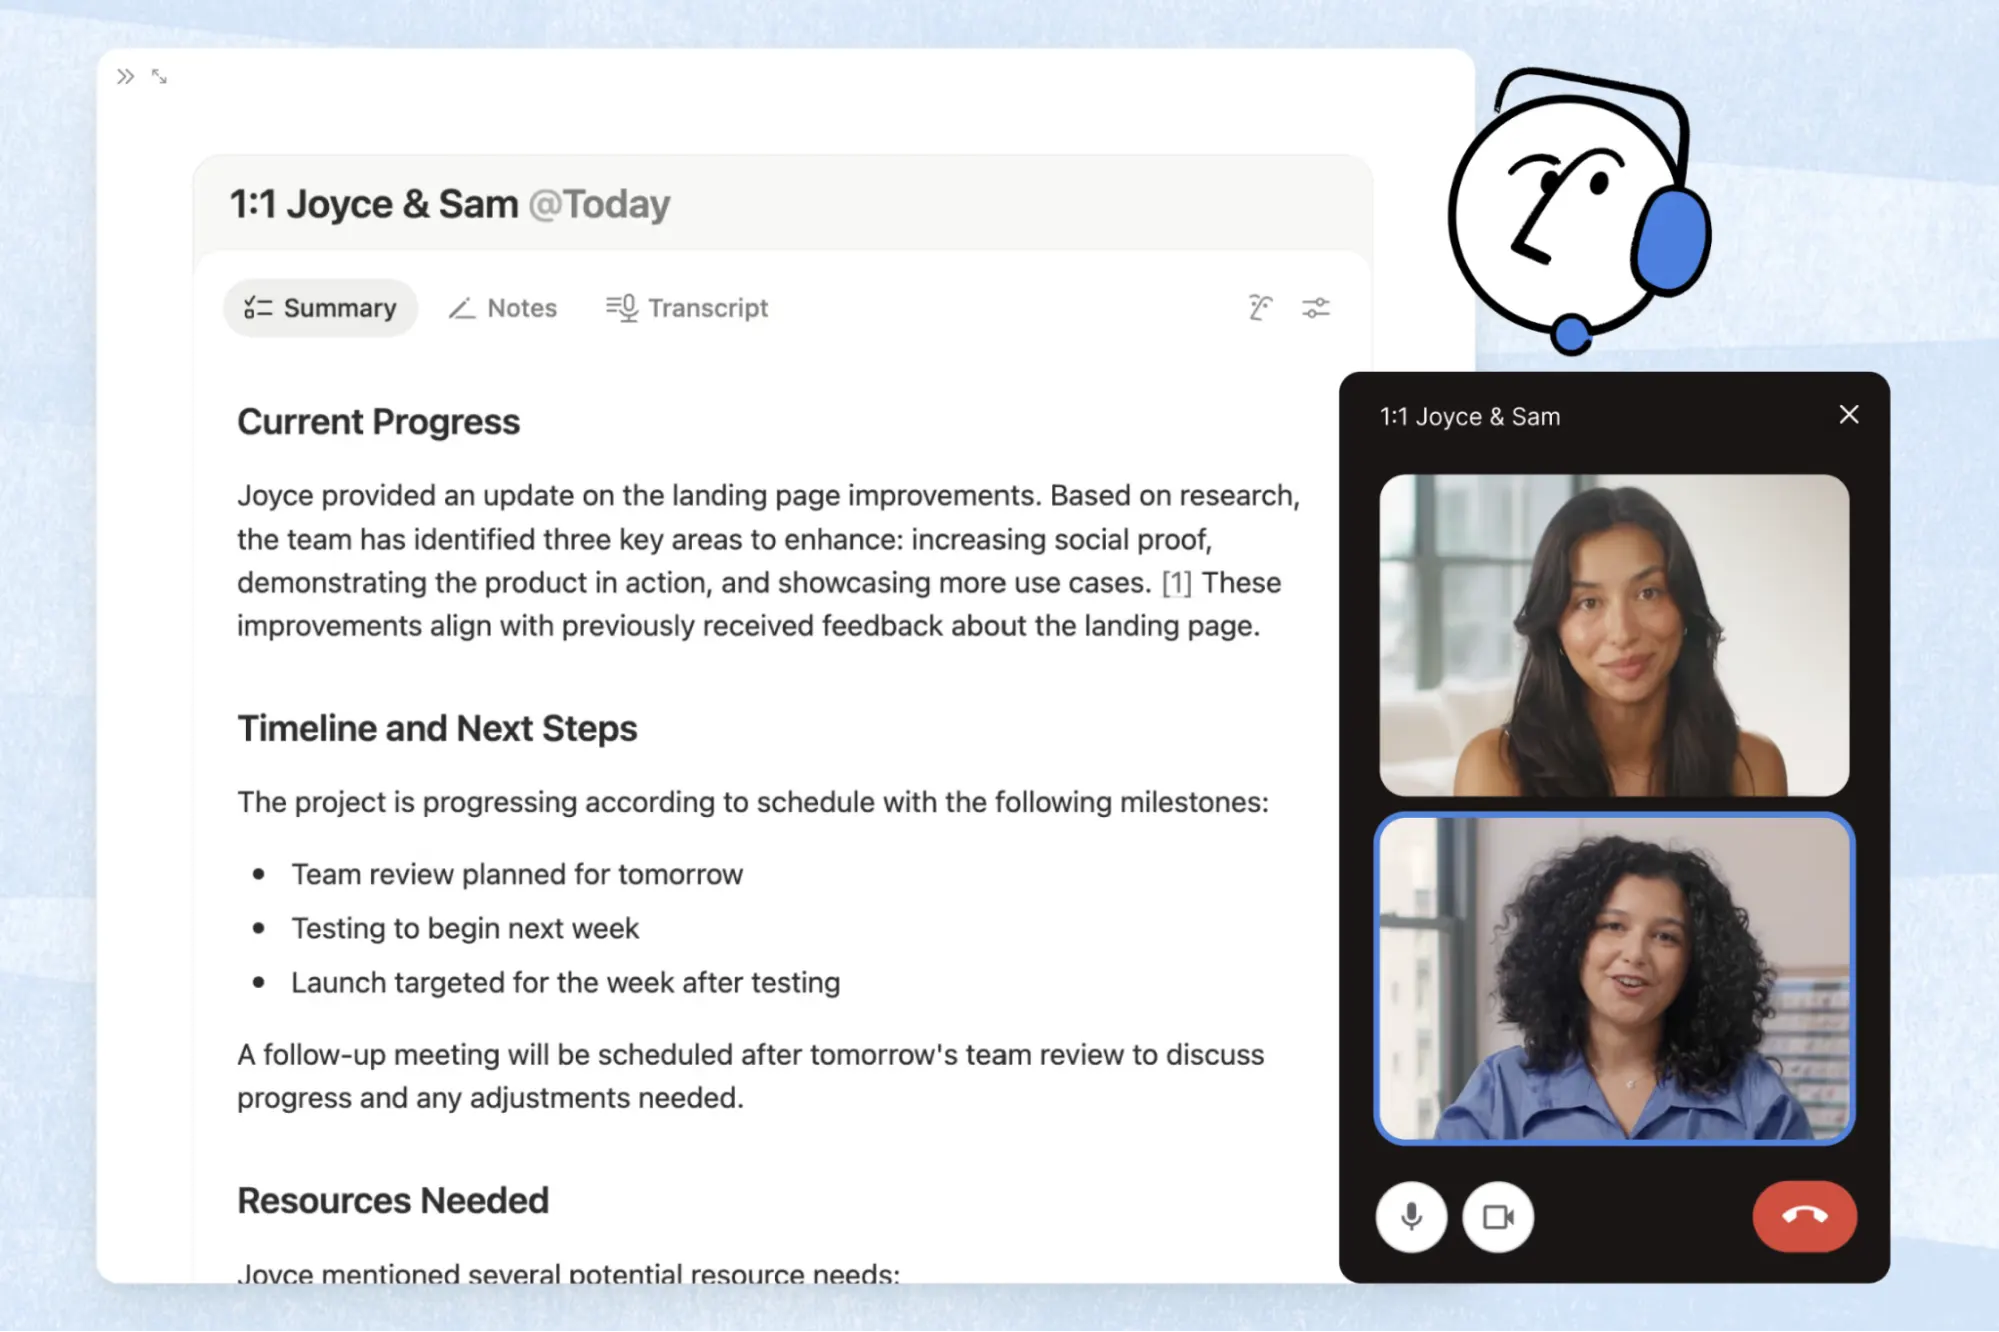 1:1 Joyce & Sam @Today
Summary
Notes
Transcript
Current Progress
Joyce provided an update on the landing page improvements. Based on research,
the team has identified three key areas to enhance: increasing social proof,
demonstrating the product in action, and showcasing more use cases. [1] These
improvements align with previously received feedback about the landing page.
Timeline and Next Steps
The project is progressing according to schedule with the following milestones:
• Team review planned for tomorrow
• Testing to begin next week
• Launch targeted for the week after testing
A follow-up meeting will be scheduled after tomorrow's team review to discuss
progress and any adjustments needed.
Resources Needed
Joyce mentioned several potential resource needs:
1:1 Joyce & Sam